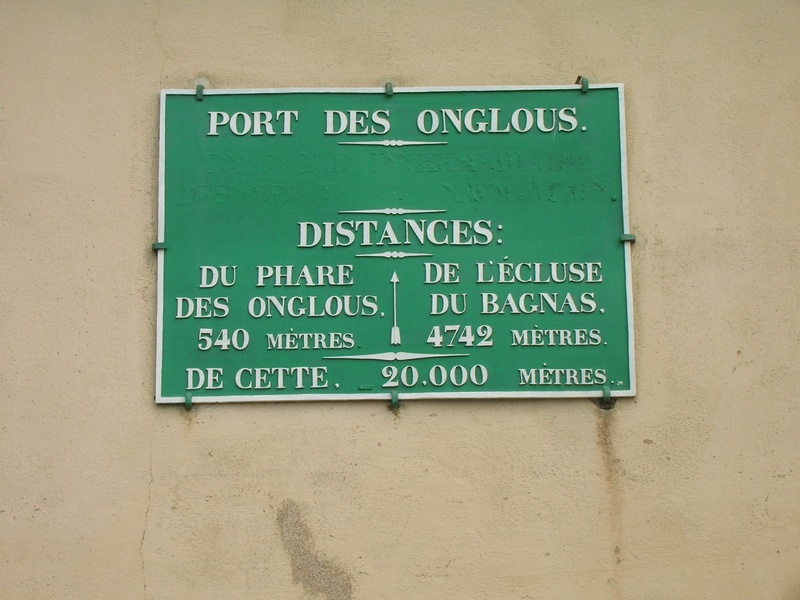 PORT DES ONGLOUS.
DISTANCES:
DU PHARE
DES ONGLOUS.
540 MÈTRES.
DE L'ÉCLUSE
DU BAGNAS.
4742 MÈTRES.
DE CETTE. 20.000 MÈTRES.